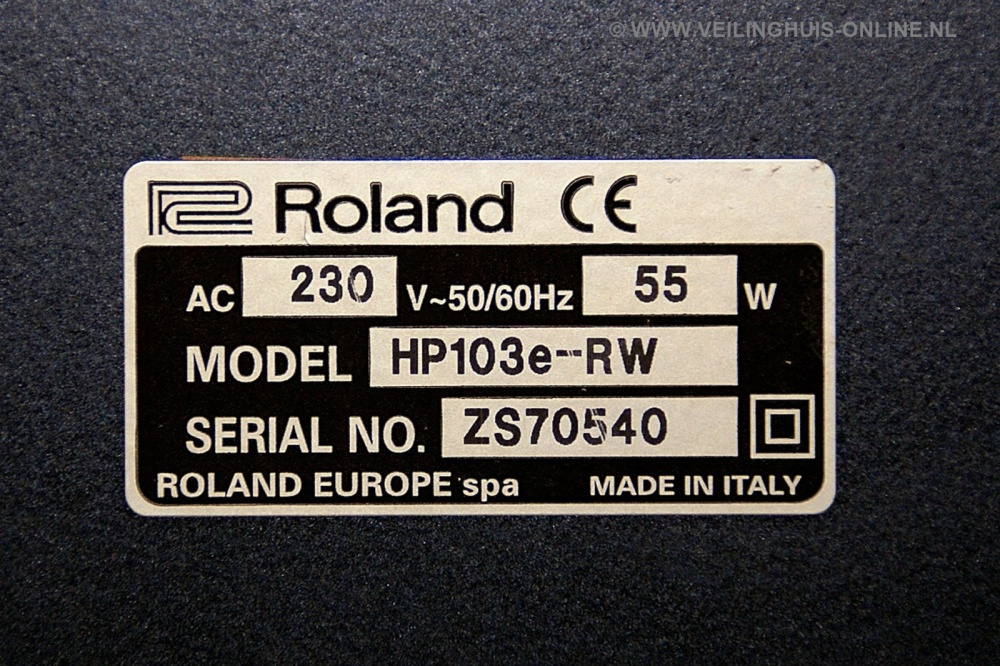 © WWW.VEILINGHUIS-ONLINE.NL
Roland CE
AC 230 V~50/60Hz 55 W
MODEL HP103e-RW
SERIAL NO. ZS70540
ROLAND EUROPE spa MADE IN ITALY